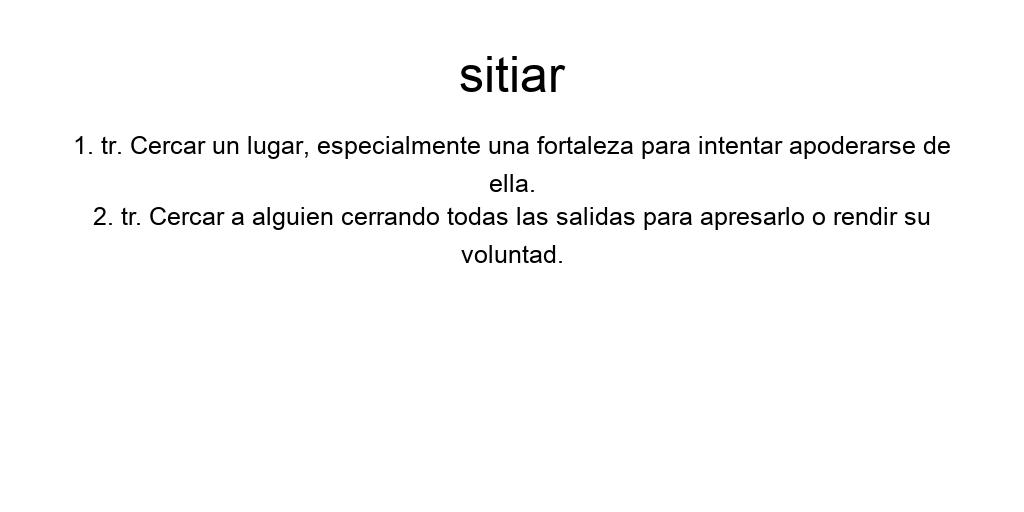 sitiar
1. tr. Cercar un lugar, especialmente una fortaleza para intentar apoderarse de
ella.
2. tr. Cercar a alguien cerrando todas las salidas para apresarlo o rendir su
voluntad.